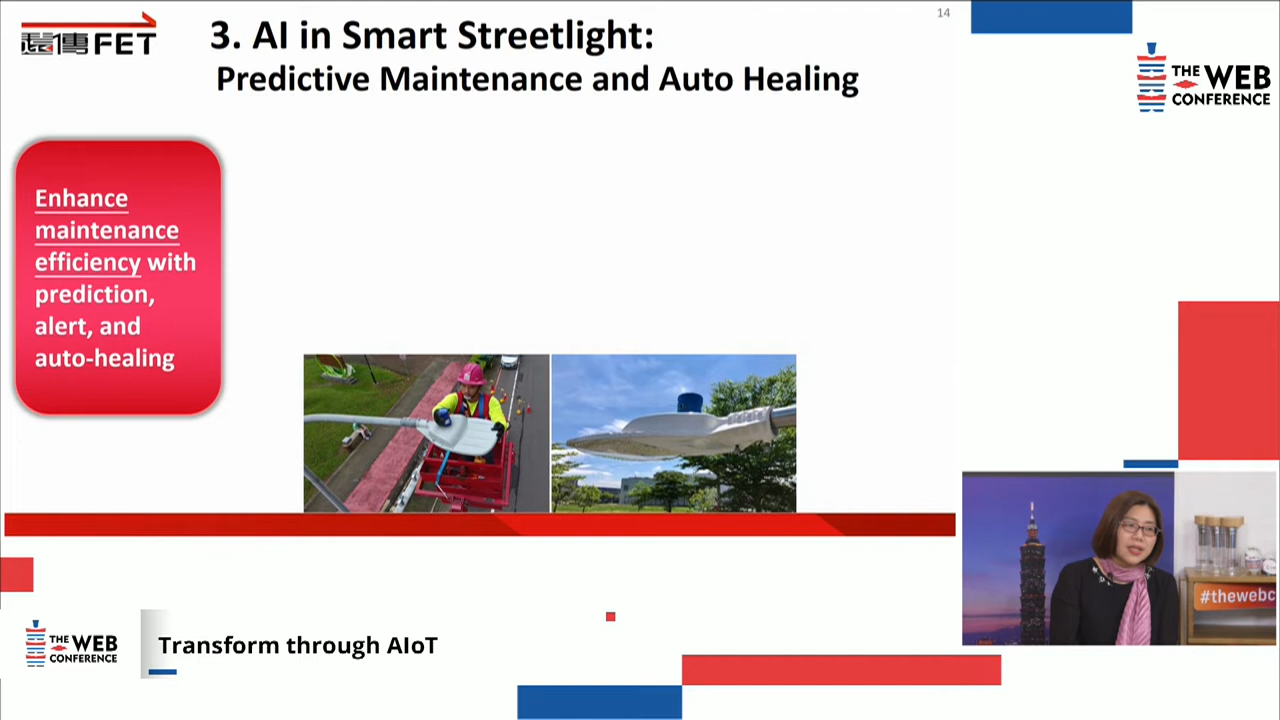 遠傳FET
3. AI in Smart Streetlight:
Predictive Maintenance and Auto Healing
14
THE WEB
CONFERENCE
Enhance
maintenance
efficiency with
prediction,
alert, and
auto-healing
#thewebc
THE WEB
CONFERENCE
Transform through AIoT